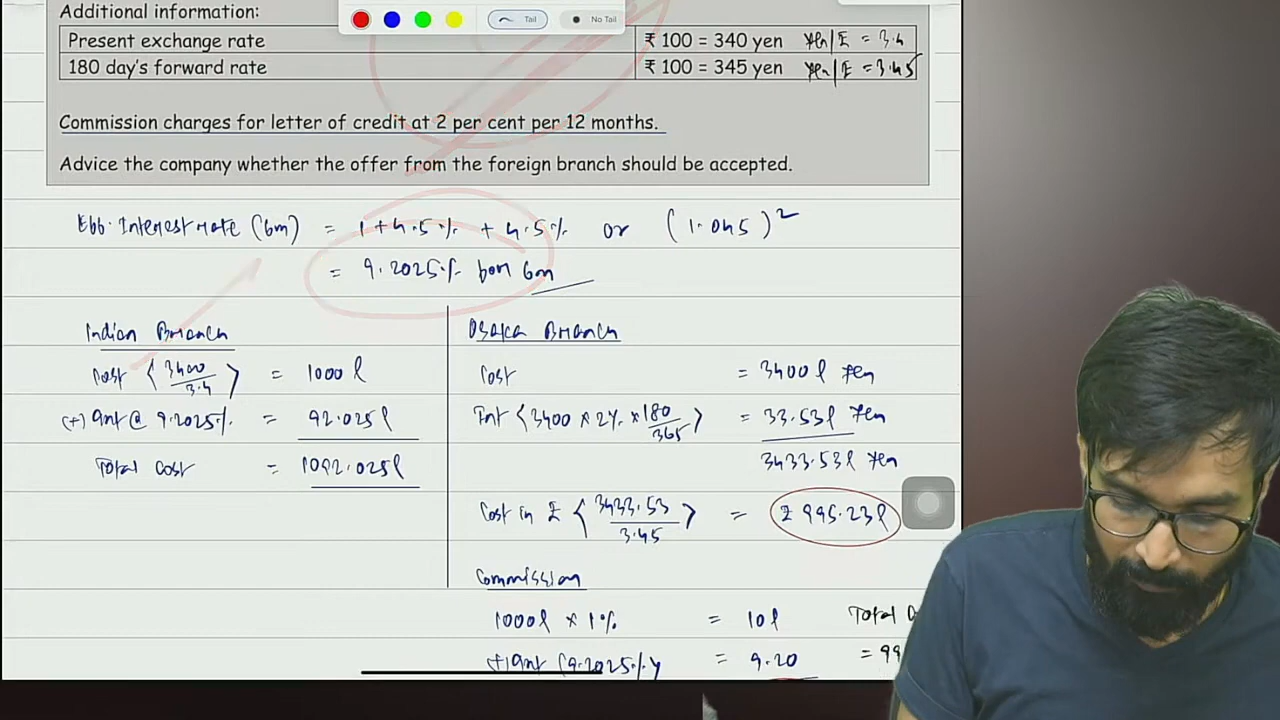 Additional information:
Tail
No Tail
Present exchange rate ₹ 100 = 340 yen Yen/₹ = 3.4
180 day's forward rate ₹ 100 = 345 yen Yen/₹ = 3.45
Commission charges for letter of credit at 2 per cent per 12 months.
Advice the company whether the offer from the foreign branch should be accepted.
Eff. Interest rate (6m) = 1 + 4.5% + 4.5% or (1.045)²
= 9.2025% for 6m
Indian Branch
Cost ⟨3400/3.4⟩ = 1000 l
(+) Int @ 9.2025% = 92.025 l
Total Cost = 1092.025 l
Osaka Branch
Cost = 3400 l Yen
Int ⟨3400 × 2% × 180/365⟩ = 33.53 l Yen
3433.53 l Yen
Cost in ₹ ⟨3433.53/3.45⟩ = ₹ 995.23 l
Commission
1000 l × 1% = 10 l
(+) Int (9.2025%) = 9.20
Total
= 99